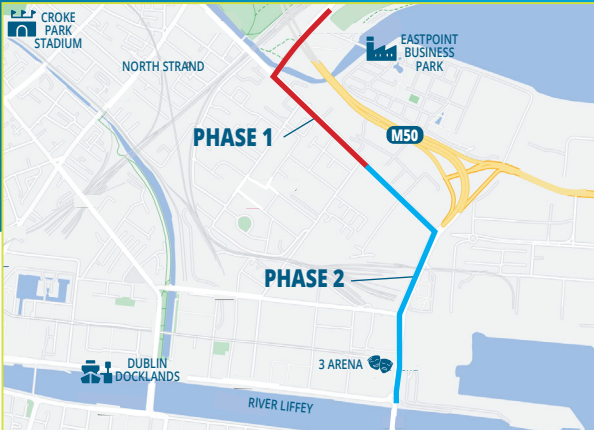 CROKE
PARK
STADIUM
NORTH STRAND
EASTPOINT
BUSINESS
PARK
PHASE 1
M50
PHASE 2
3 ARENA
DUBLIN
DOCKLANDS
RIVER LIFFEY